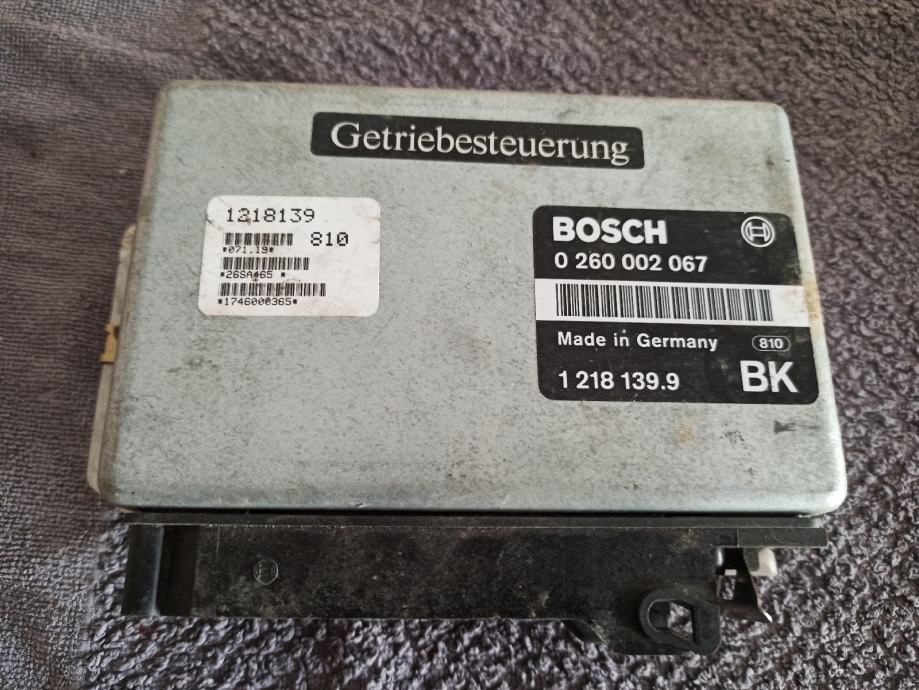 Getriebesteuerung
1218139
810
*071.19*
*26SA465 *
*1746000365*
BOSCH
0 260 002 067
Made in Germany 810
1 218 139.9 BK